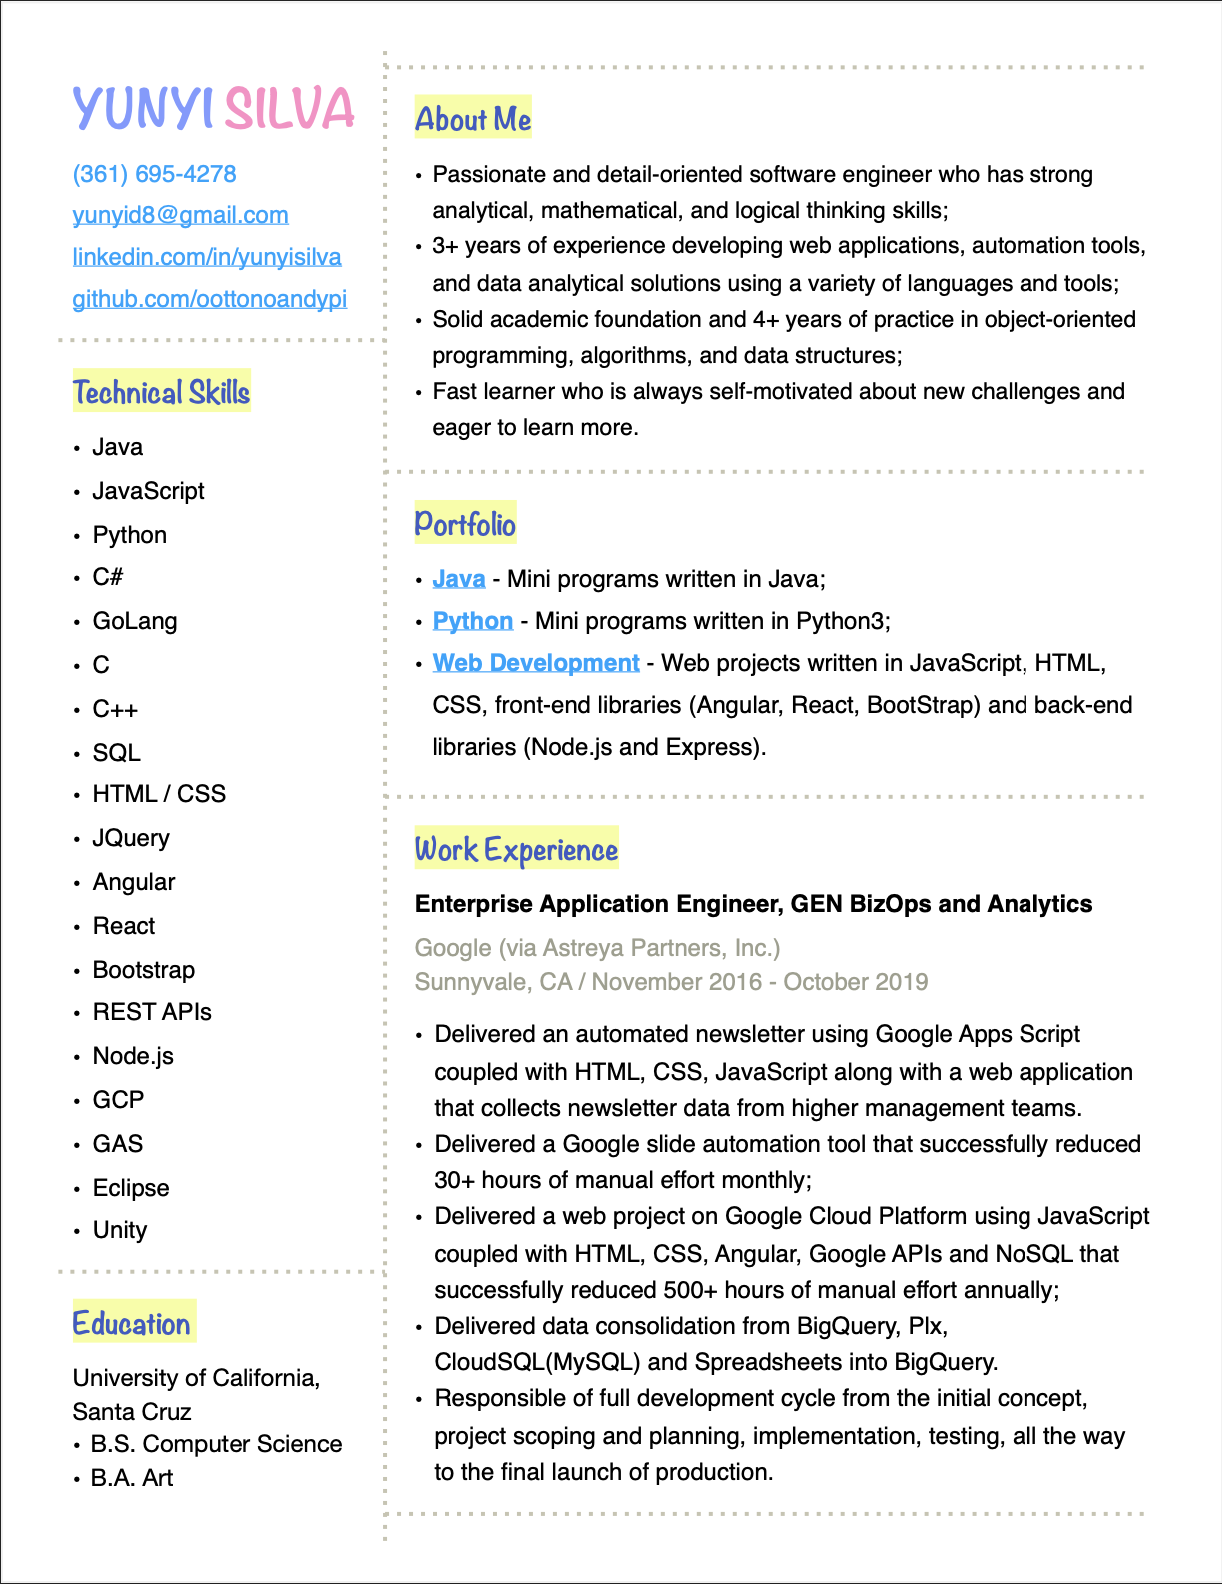 YUNYI SILVA
(361) 695-4278
yunyid8@gmail.com
linkedin.com/in/yunyisilva
github.com/oottonoandypi
Technical Skills
• Java
• JavaScript
• Python
• C#
• GoLang
• C
• C++
• SQL
• HTML / CSS
• JQuery
• Angular
• React
• Bootstrap
• REST APIs
• Node.js
• GCP
• GAS
• Eclipse
• Unity
Education
University of California,
Santa Cruz
• B.S. Computer Science
• B.A. Art
About Me
• Passionate and detail-oriented software engineer who has strong
analytical, mathematical, and logical thinking skills;
• 3+ years of experience developing web applications, automation tools,
and data analytical solutions using a variety of languages and tools;
• Solid academic foundation and 4+ years of practice in object-oriented
programming, algorithms, and data structures;
• Fast learner who is always self-motivated about new challenges and
eager to learn more.
Portfolio
• Java - Mini programs written in Java;
• Python - Mini programs written in Python3;
• Web Development - Web projects written in JavaScript, HTML,
CSS, front-end libraries (Angular, React, BootStrap) and back-end
libraries (Node.js and Express).
Work Experience
Enterprise Application Engineer, GEN BizOps and Analytics
Google (via Astreya Partners, Inc.)
Sunnyvale, CA / November 2016 - October 2019
• Delivered an automated newsletter using Google Apps Script
coupled with HTML, CSS, JavaScript along with a web application
that collects newsletter data from higher management teams.
• Delivered a Google slide automation tool that successfully reduced
30+ hours of manual effort monthly;
• Delivered a web project on Google Cloud Platform using JavaScript
coupled with HTML, CSS, Angular, Google APIs and NoSQL that
successfully reduced 500+ hours of manual effort annually;
• Delivered data consolidation from BigQuery, Plx,
CloudSQL(MySQL) and Spreadsheets into BigQuery.
• Responsible of full development cycle from the initial concept,
project scoping and planning, implementation, testing, all the way
to the final launch of production.